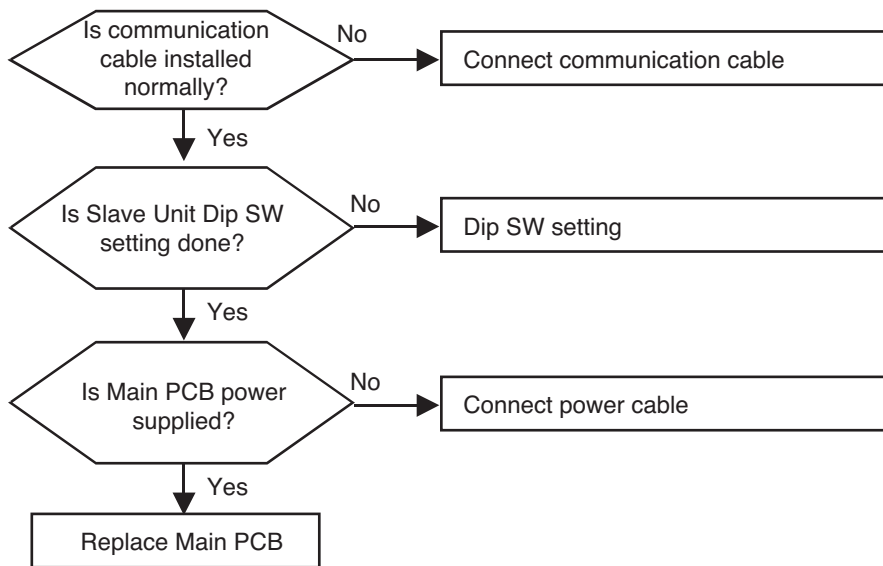 Is communication
cable installed
normally?
No
Connect communication cable
Yes
Is Slave Unit Dip SW
setting done?
No
Dip SW setting
Yes
Is Main PCB power
supplied?
No
Connect power cable
Yes
Replace Main PCB